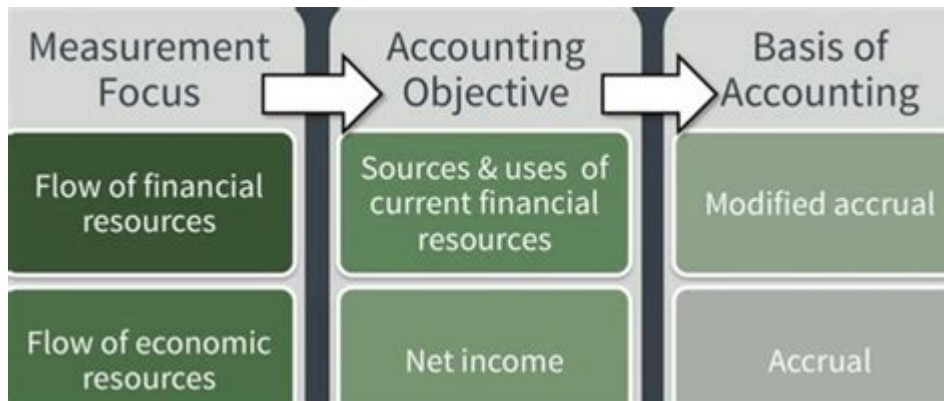 Measurement
Focus
Accounting
Objective
Basis of
Accounting
Flow of financial
resources
Sources & uses of
current financial
resources
Modified accrual
Flow of economic
resources
Net income
Accrual